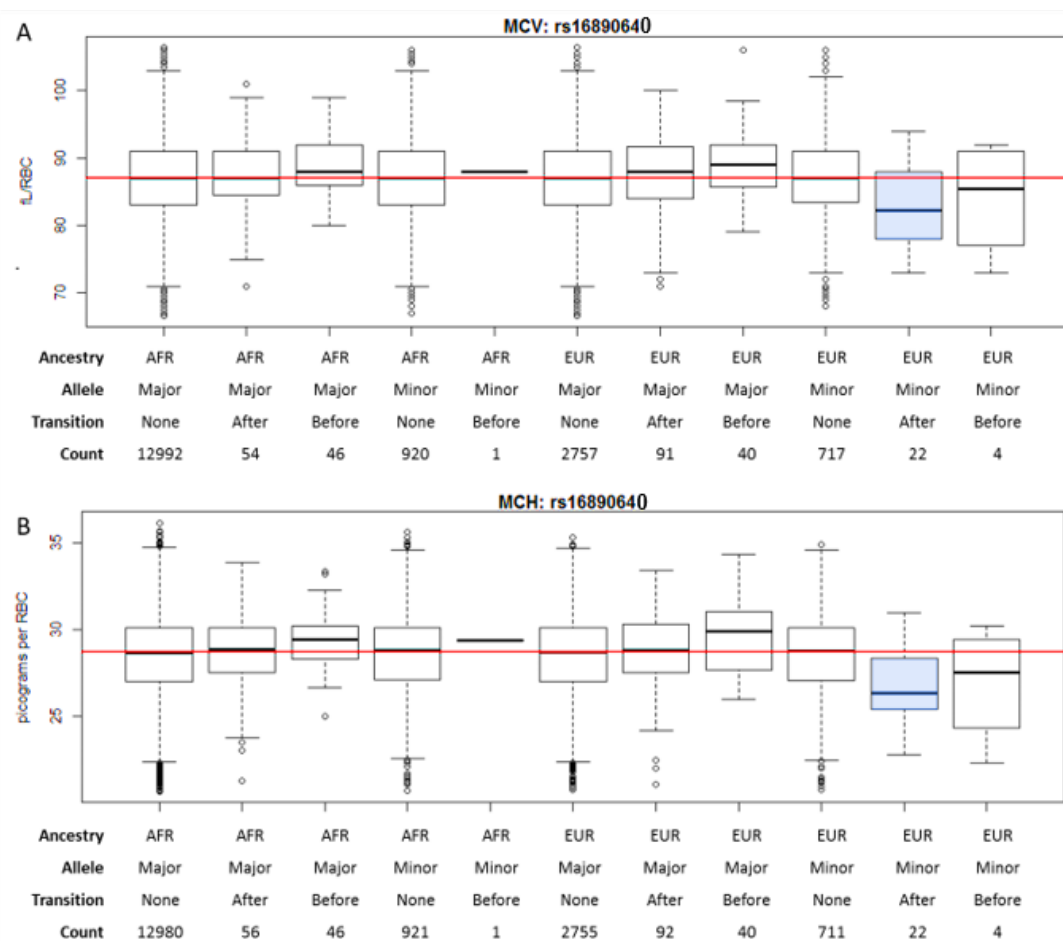 A
MCV: rs16890640
fL/RBC
100
90
80
70
Ancestry AFR AFR AFR AFR AFR EUR EUR EUR EUR EUR EUR
Allele Major Major Major Minor Minor Major Major Major Minor Minor Minor
Transition None After Before None Before None After Before None After Before
Count 12992 54 46 920 1 2757 91 40 717 22 4
B
MCH: rs16890640
picograms per RBC
35
30
25
Ancestry AFR AFR AFR AFR AFR EUR EUR EUR EUR EUR EUR
Allele Major Major Major Minor Minor Major Major Major Minor Minor Minor
Transition None After Before None Before None After Before None After Before
Count 12980 56 46 921 1 2755 92 40 711 22 4